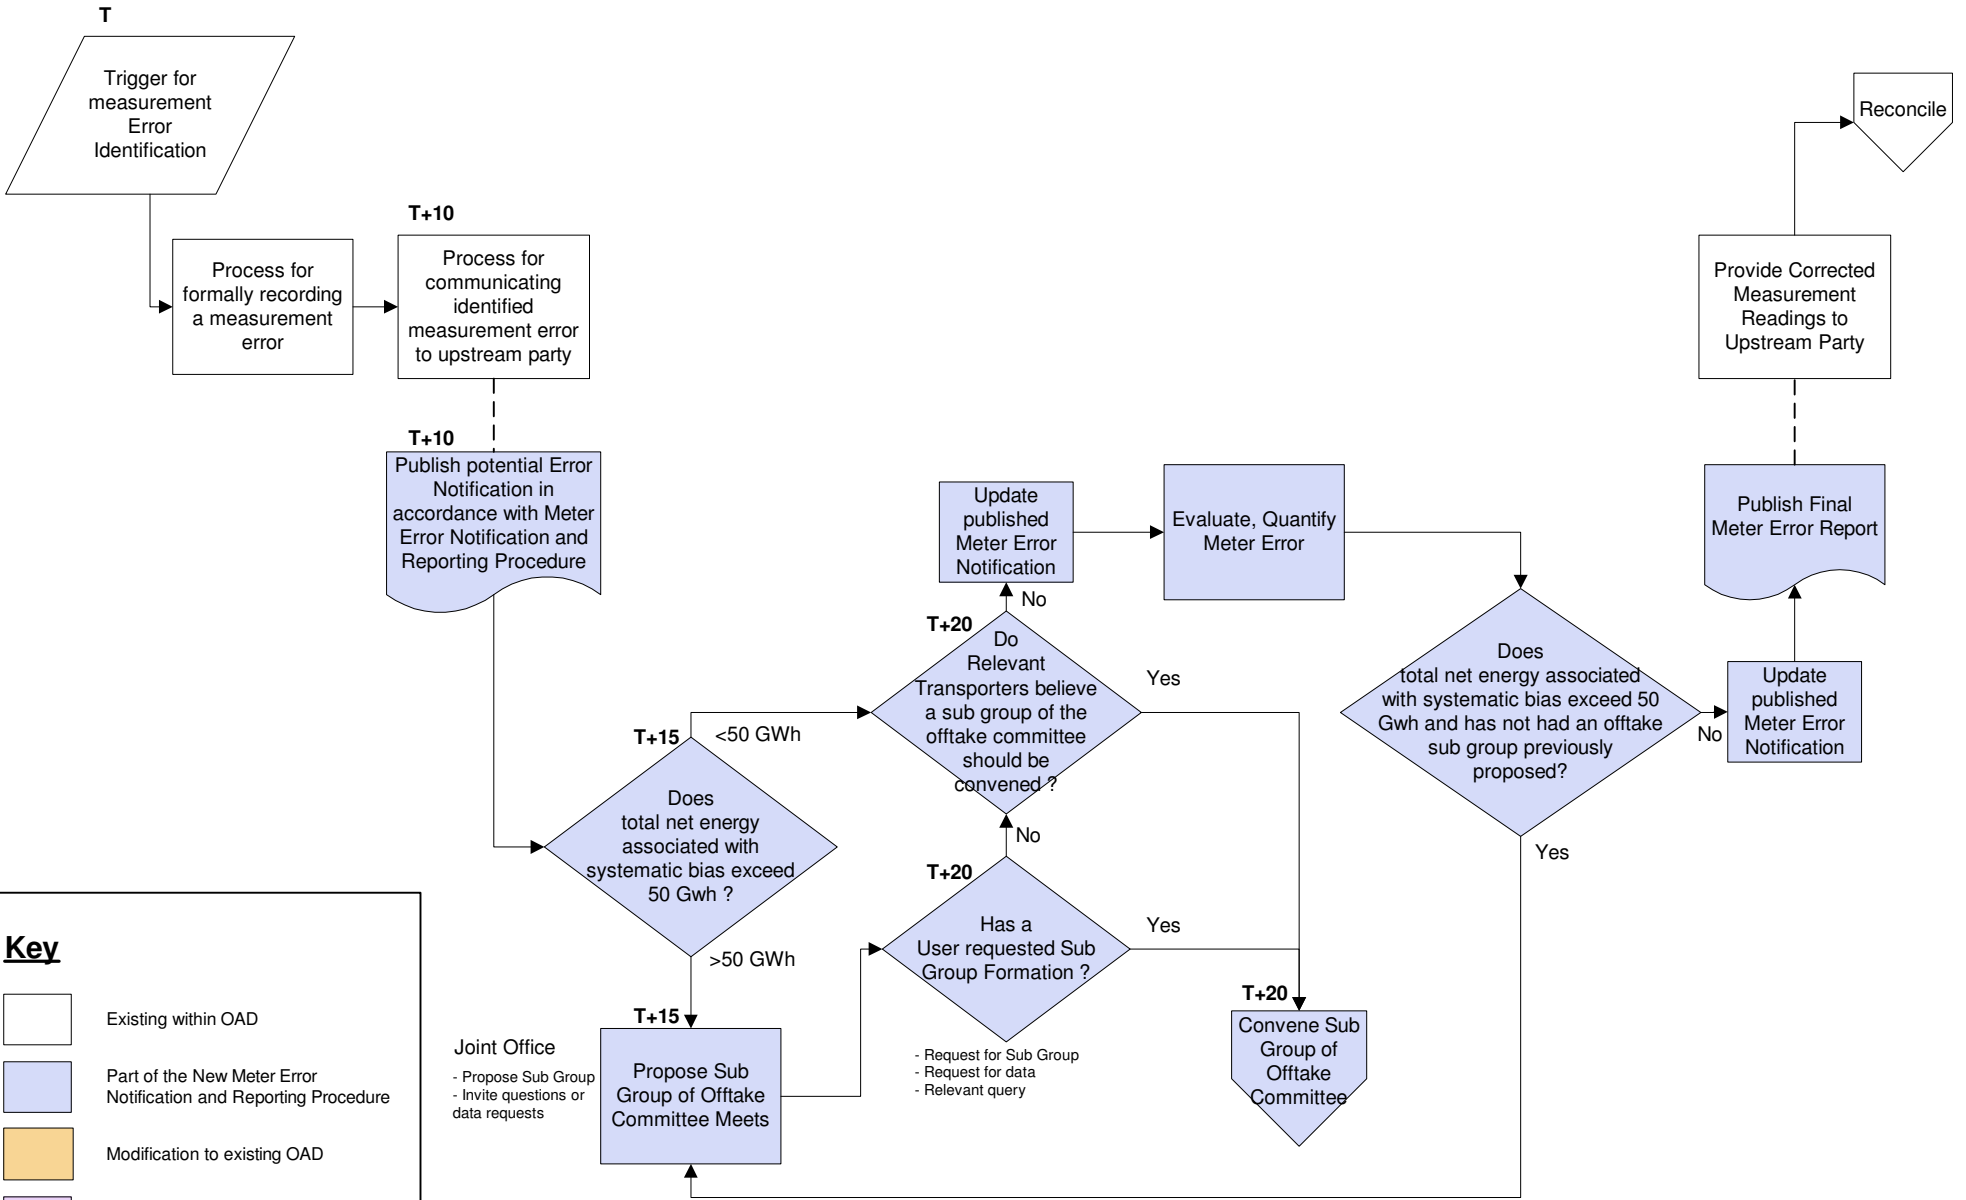 T
Trigger for
measurement
Error
Identification
Process for
formally recording
a measurement
error
T+10
Process for
communicating
identified
measurement error
to upstream party
T+10
Publish potential Error
Notification in
accordance with Meter
Error Notification and
Reporting Procedure
T+15
<50 GWh
Does
total net energy
associated with
systematic bias exceed
50 Gwh ?
>50 GWh
T+15
Joint Office
- Propose Sub Group
- Invite questions or
data requests
Propose Sub
Group of Offtake
Committee Meets
T+20
Has a
User requested Sub
Group Formation ?
- Request for Sub Group
- Request for data
- Relevant query
No
Yes
T+20
Do
Relevant
Transporters believe
a sub group of the
offtake committee
should be
convened ?
No
Yes
T+20
Convene Sub
Group of
Offtake
Committee
Update
published
Meter Error
Notification
Evaluate, Quantify
Meter Error
Does
total net energy associated
with systematic bias exceed 50
Gwh and has not had an offtake
sub group previously
proposed?
No
Yes
Update
published
Meter Error
Notification
Publish Final
Meter Error Report
Provide Corrected
Measurement
Readings to
Upstream Party
Reconcile
Key
Existing within OAD
Part of the New Meter Error
Notification and Reporting Procedure
Modification to existing OAD